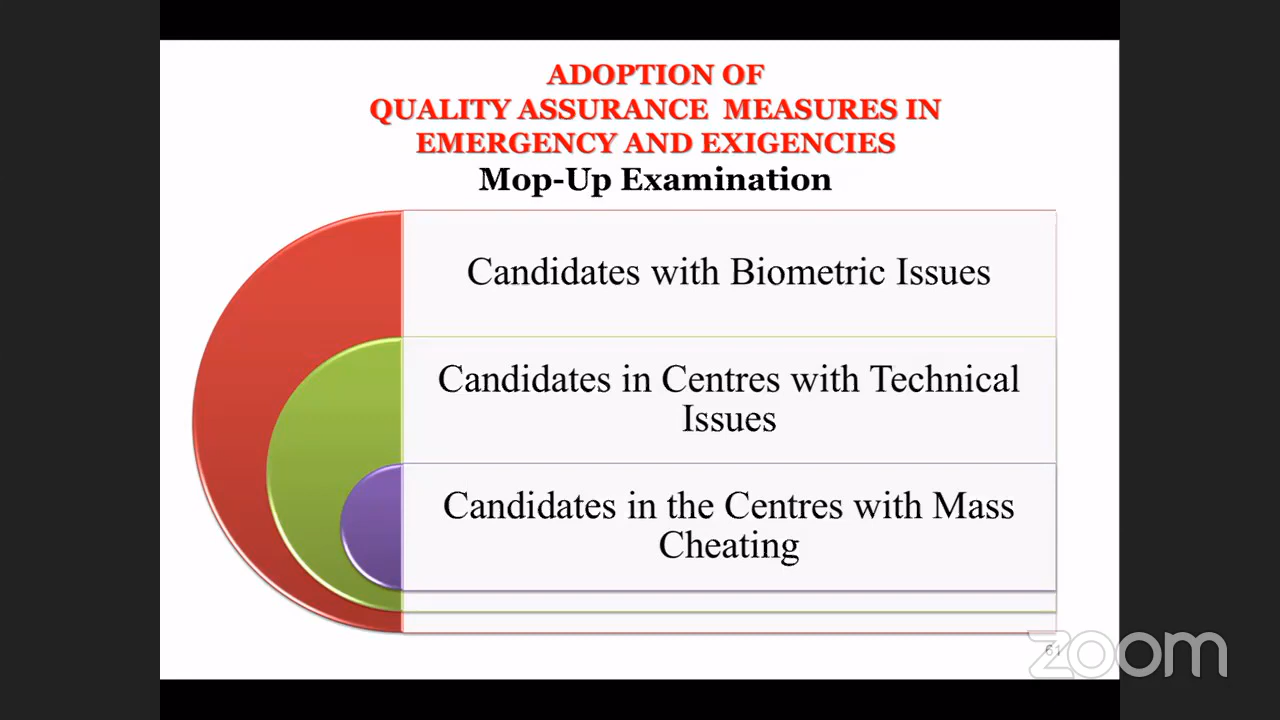 ADOPTION OF
QUALITY ASSURANCE MEASURES IN
EMERGENCY AND EXIGENCIES
Mop-Up Examination
Candidates with Biometric Issues
Candidates in Centres with Technical
Issues
Candidates in the Centres with Mass
Cheating
61
zoom